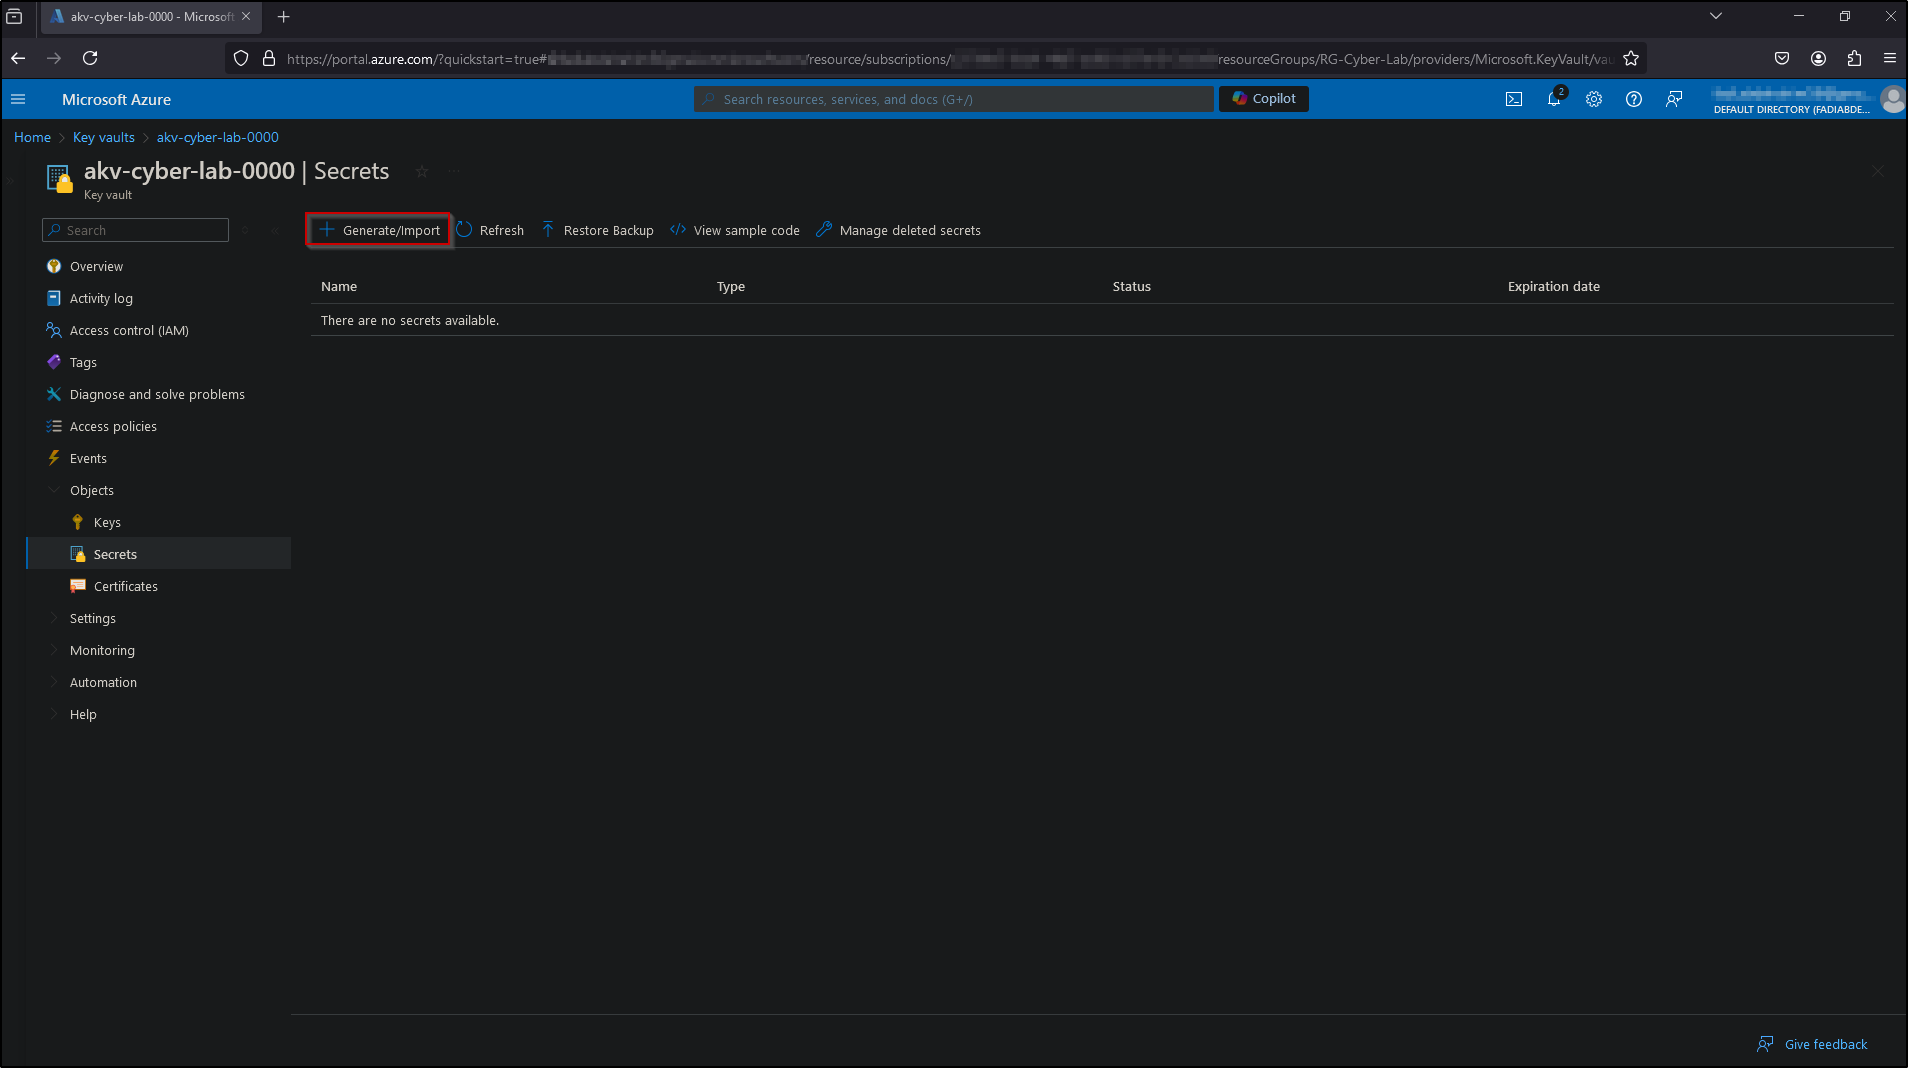 akv-cyber-lab-0000 - Microsoft
https://portal.azure.com/?quickstart=true#
/resource/subscriptions/
resourceGroups/RG-Cyber-Lab/providers/Microsoft.KeyVault/vau
Microsoft Azure
Search resources, services, and docs (G+/)
Copilot
2
DEFAULT DIRECTORY (FADIABDE...
Home > Key vaults > akv-cyber-lab-0000
akv-cyber-lab-0000 | Secrets
Key vault
Search
Generate/Import
Refresh
Restore Backup
View sample code
Manage deleted secrets
Overview
Activity log
Access control (IAM)
Tags
Diagnose and solve problems
Access policies
Events
Objects
Keys
Secrets
Certificates
Settings
Monitoring
Automation
Help
Name Type Status Expiration date
There are no secrets available.
Give feedback